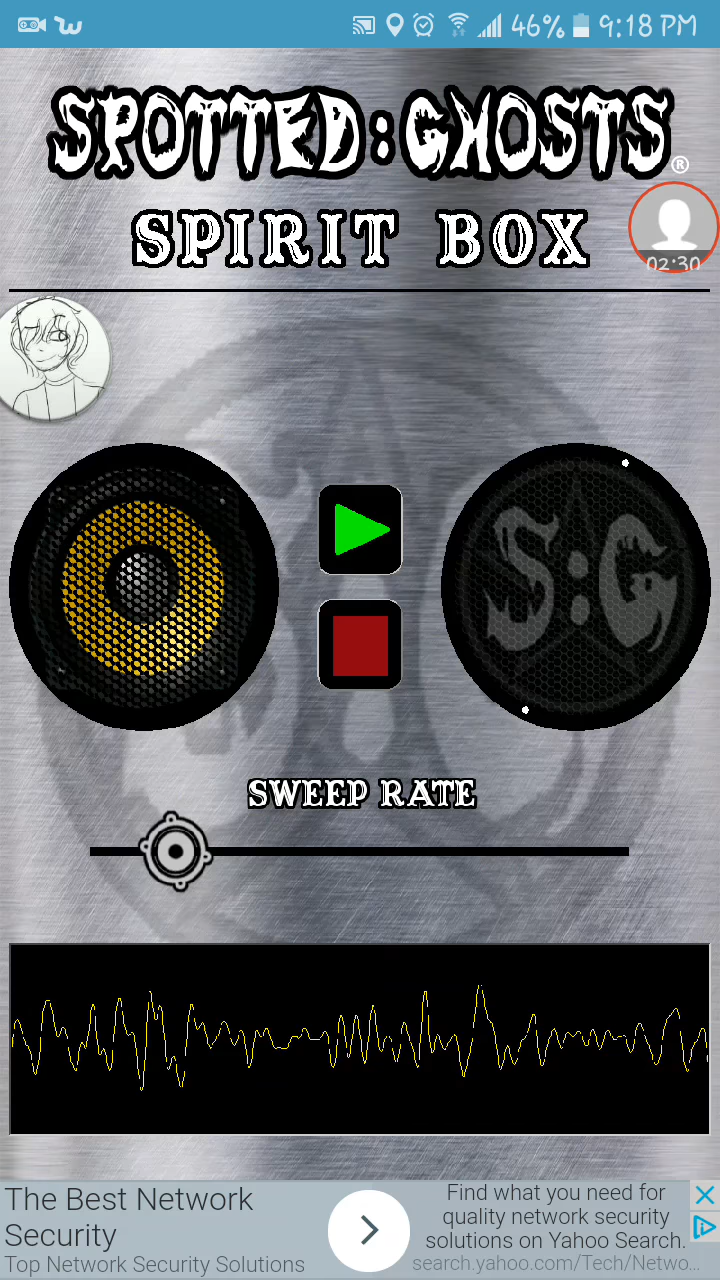 46% 9:18 PM
SPOTTED:GHOSTS®
SPIRIT BOX
02:30
S:G
SWEEP RATE
The Best Network
Security
Top Network Security Solutions
Find what you need for
quality network security
solutions on Yahoo Search.
search.yahoo.com/Tech/Netwo...